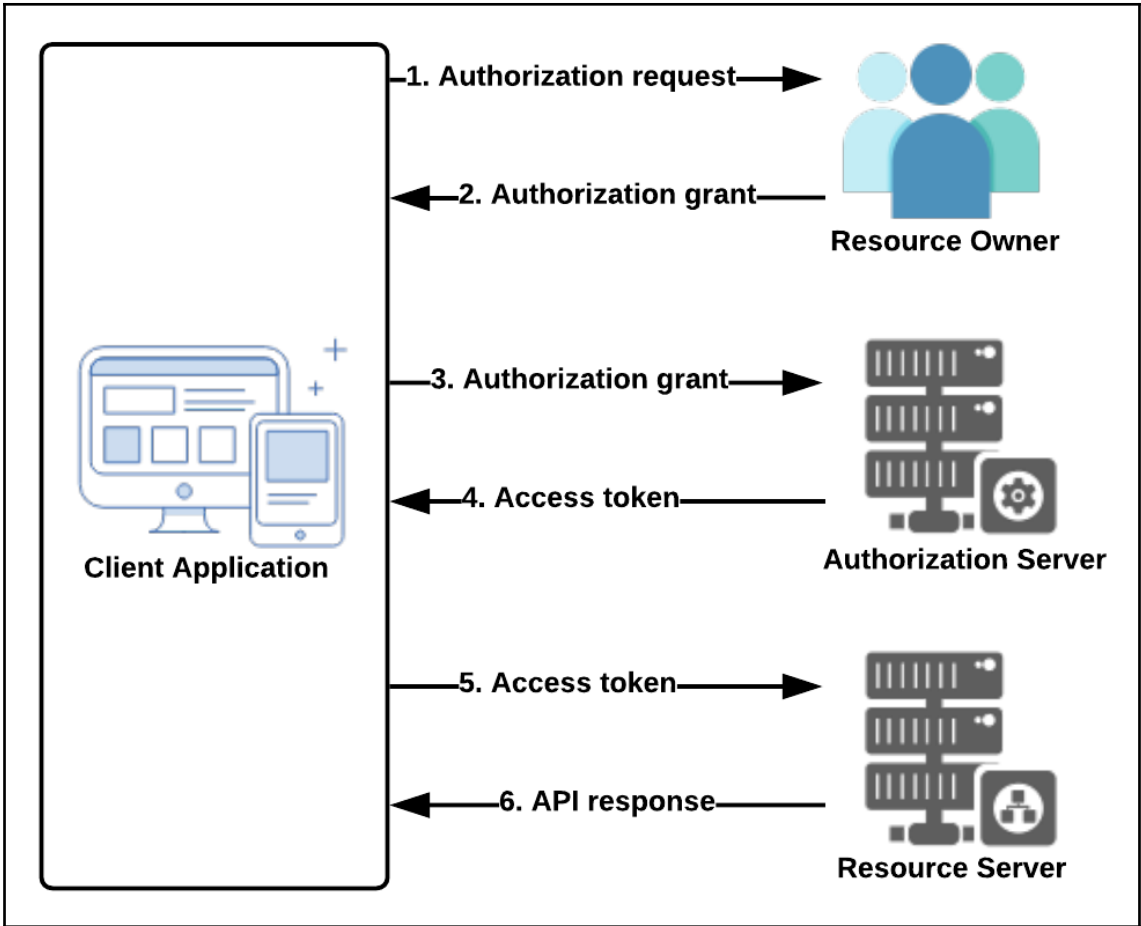 1. Authorization request
2. Authorization grant
Resource Owner
3. Authorization grant
4. Access token
Authorization Server
Client Application
5. Access token
6. API response
Resource Server